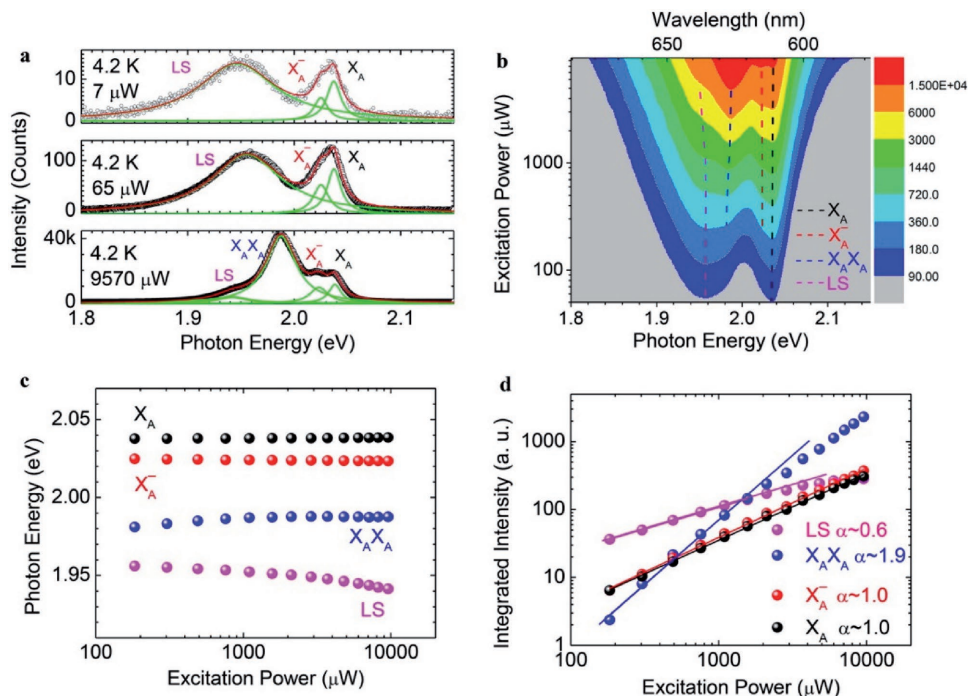 a
Intensity (Counts)
4.2 K
7 μW
LS
X_A^-
X_A
10
0
4.2 K
65 μW
LS
X_A^-
X_A
100
0
4.2 K
9570 μW
LS
X_AX_A
X_A^-
X_A
40k
0
1.8 1.9 2.0 2.1
Photon Energy (eV)
b
Wavelength (nm)
650 600
Excitation Power (μW)
1000
100
X_A
X_A^-
X_AX_A
LS
1.8 1.9 2.0 2.1
Photon Energy (eV)
1.500E+04
6000
3000
1440
720.0
360.0
180.0
90.00
c
Photon Energy (eV)
2.05
2.00
1.95
X_A
X_A^-
X_AX_A
LS
100 1000 10000
Excitation Power (μW)
d
Integrated Intensity (a. u.)
1000
100
10
1
LS α~0.6
X_AX_A α~1.9
X_A^- α~1.0
X_A α~1.0
100 1000 10000
Excitation Power (μW)